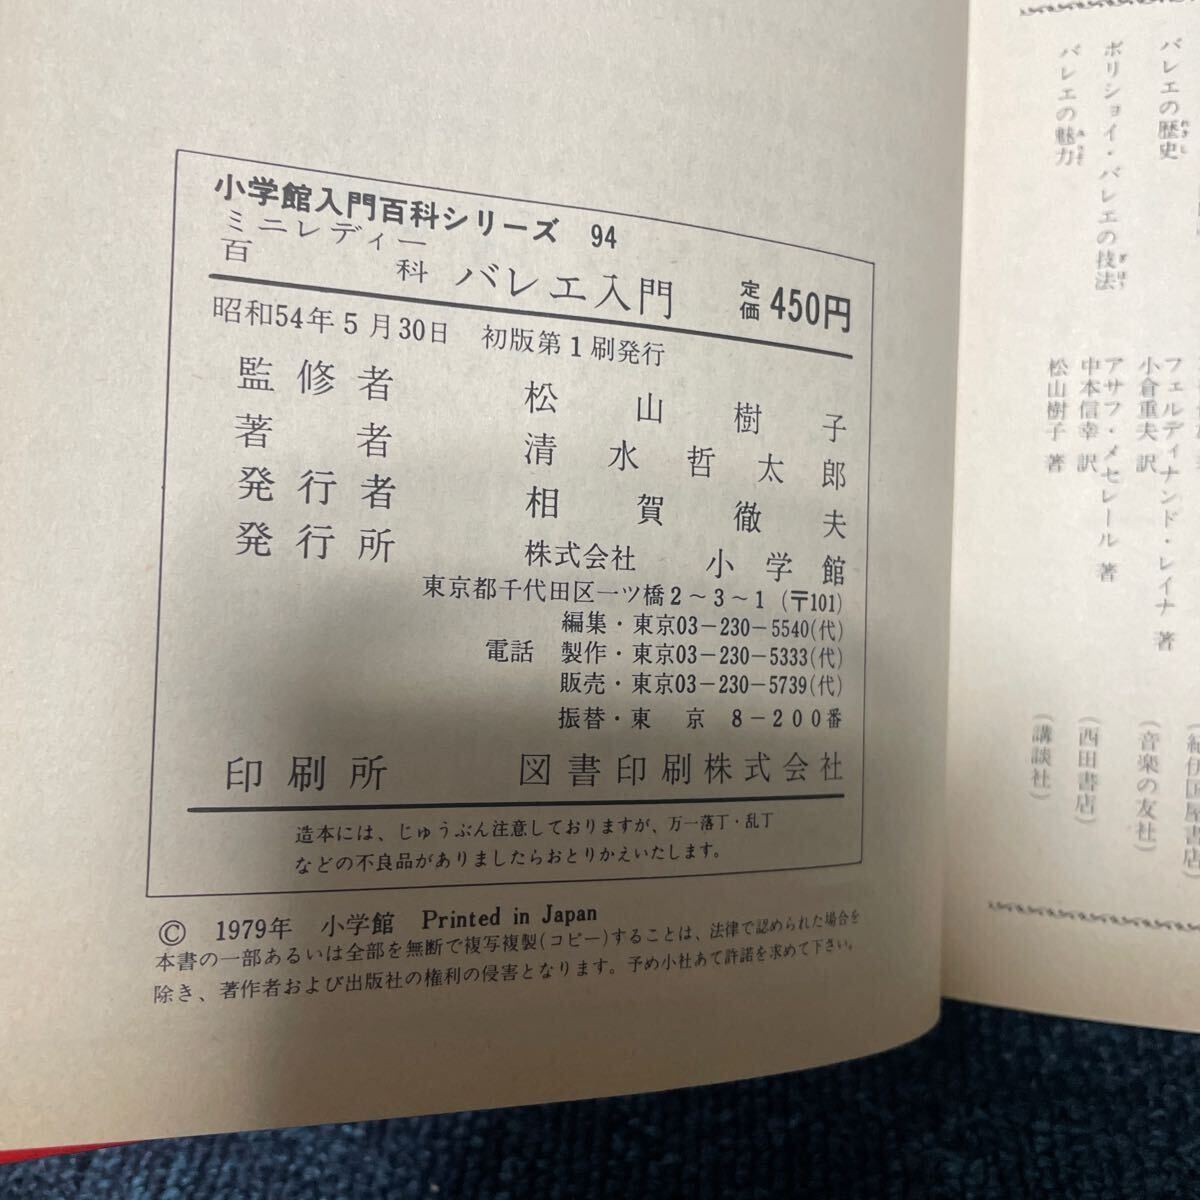 小学館入門百科シリーズ 94
ミニレディー百科 バレエ入門 定価 450円
昭和54年5月30日 初版第1刷発行
監修者 松山樹子
著者 清水哲太郎
発行者 相賀徹夫
発行所 株式会社 小学館
東京都千代田区一ツ橋2～3～1 (〒101)
編集・東京03-230-5540(代)
電話 製作・東京03-230-5333(代)
販売・東京03-230-5739(代)
振替・東京 8-200番
印刷所 図書印刷株式会社
造本には、じゅうぶん注意しておりますが、万一落丁・乱丁
などの不良品がありましたらおとりかえいたします。
© 1979年 小学館 Printed in Japan
本書の一部あるいは全部を無断で複写複製(コピー)することは、法律で認められた場合を
除き、著作者および出版社の権利の侵害となります。予め小社あて許諾を求めて下さい。
バレエの歴史 フェルディナンド・レイナ 著
小倉重夫 訳 (音楽の友社)
ボリショイ・バレエの技法 アサフ・メセレール 著
中本信幸 訳 (西田書店)
バレエの魅力 松山樹子 著 (講談社)
(紀伊国屋書店)